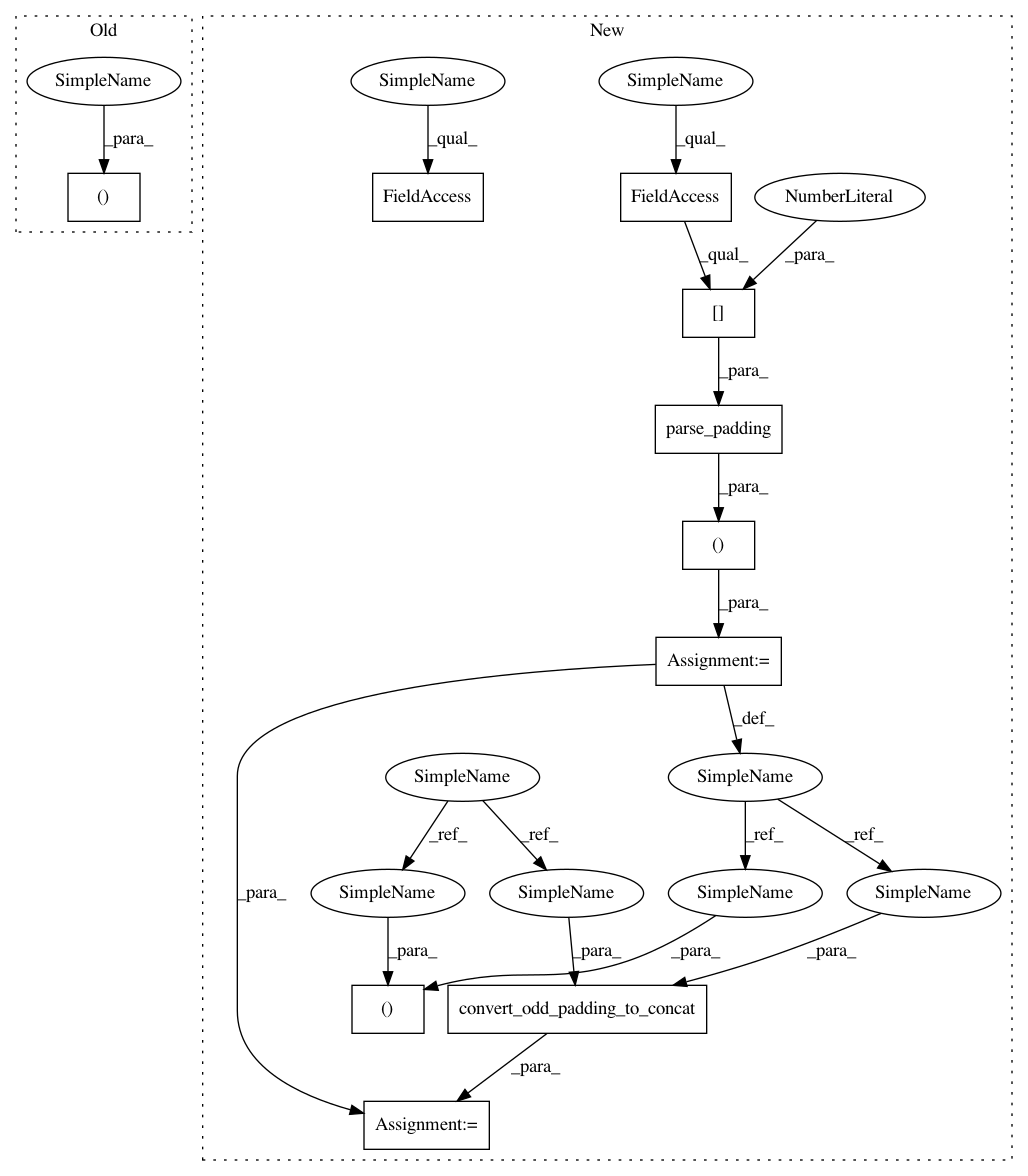 Old
New
SimpleName
SimpleName
SimpleName
_para_
_qual_
_qual_
()
FieldAccess
FieldAccess
NumberLiteral
_qual_
_para_
[]
_para_
parse_padding
_para_
()
_para_
Assignment:=
_def_
SimpleName
SimpleName
_ref_
_ref_
_ref_
_ref_
_para_
SimpleName
SimpleName
SimpleName
SimpleName
_para_
_para_
_para_
_para_
()
convert_odd_padding_to_concat
_para_
Assignment:=